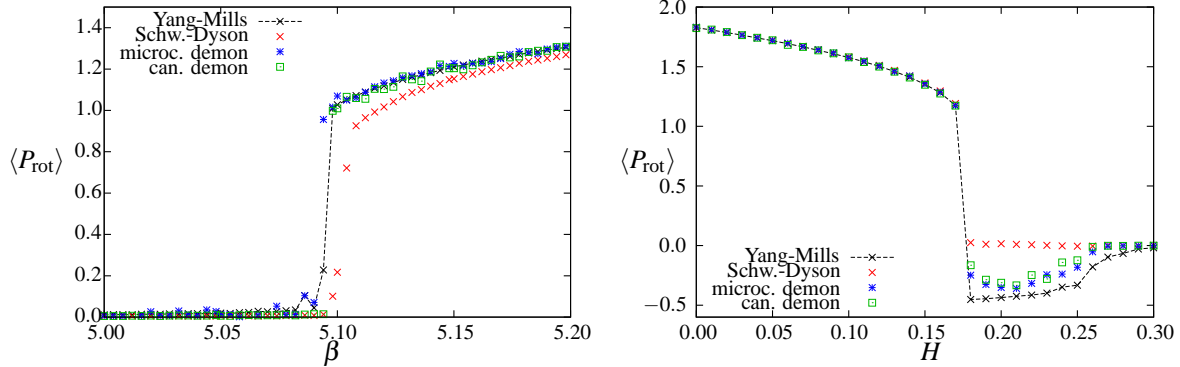 Yang-Mills
Schw.-Dyson
microc. demon
can. demon
1.4
1.2
1.0
0.8
0.6
0.4
0.2
0.0
⟨P_rot⟩
5.00 5.05 5.10 5.15 5.20
β
2.0
1.5
1.0
0.5
0.0
−0.5
⟨P_rot⟩
Yang-Mills
Schw.-Dyson
microc. demon
can. demon
0.00 0.05 0.10 0.15 0.20 0.25 0.30
H